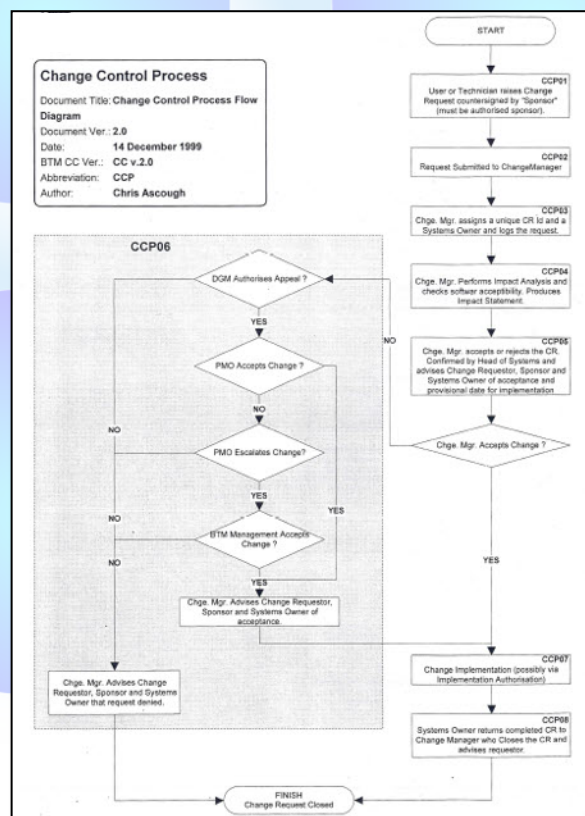 Change Control Process
Document Title: Change Control Process Flow
Diagram
Document Ver.: 2.0
Date: 14 December 1999
BTM CC Ver.: CC v.2.0
Abbreviation: CCP
Author: Chris Ascough
START
CCP01
User or Technician raises Change
Request countersigned by "Sponsor"
(must be authorised sponsor).
CCP02
Request Submitted to ChangeManager
CCP03
Chge. Mgr. assigns a unique CR Id and a
Systems Owner and logs the request.
CCP04
Chge. Mgr. Performs Impact Analysis and
checks softwar acceptibility. Produces
Impact Statement.
CCP05
Chge. Mgr. accepts or rejects the CR.
Confirmed by Head of Systems and
advises Change Requestor, Sponsor and
Systems Owner of acceptance and
provisional date for implementation
Chge. Mgr. Accepts Change ?
NO
YES
CCP06
DGM Authorises Appeal ?
YES
PMO Accepts Change ?
NO
NO
PMO Escalates Change?
YES
YES
NO
BTM Management Accepts
Change ?
NO
YES
Chge. Mgr. Advises Change Requestor,
Sponsor and Systems Owner of
acceptance.
Chge. Mgr. Advises Change
Requestor, Sponsor and Systems
Owner that request denied.
CCP07
Change Implementation (possibly via
Implementation Authorisation)
CCP08
Systems Owner returns completed CR to
Change Manager who Closes the CR and
advises requestor.
FINISH
Change Request Closed